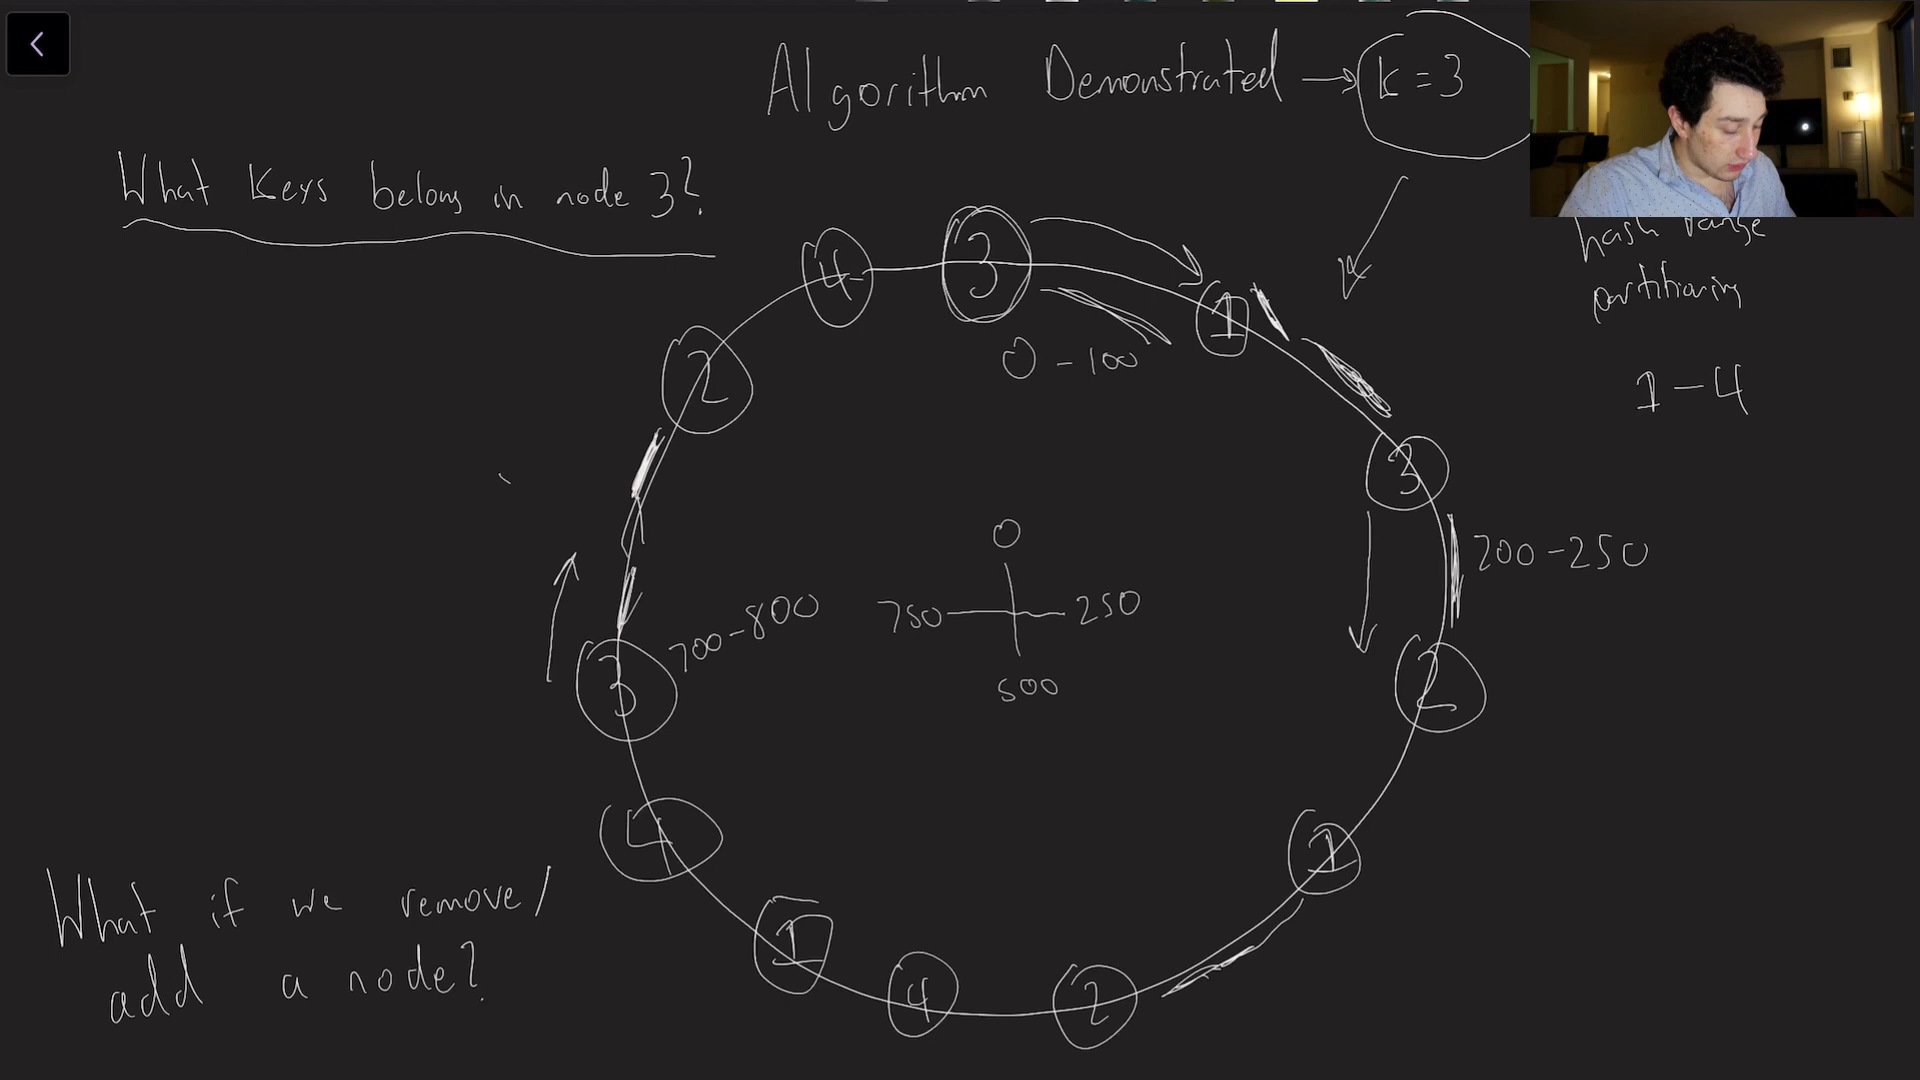 Algorithm Demonstrated → K = 3
What Keys belong in node 3?
hash range
partitioning
1 - 4
4
3
1
0 - 100
2
3
200 - 250
0
750
250
500
700 - 800
3
2
4
1
1
4
2
What if we remove /
add a node?